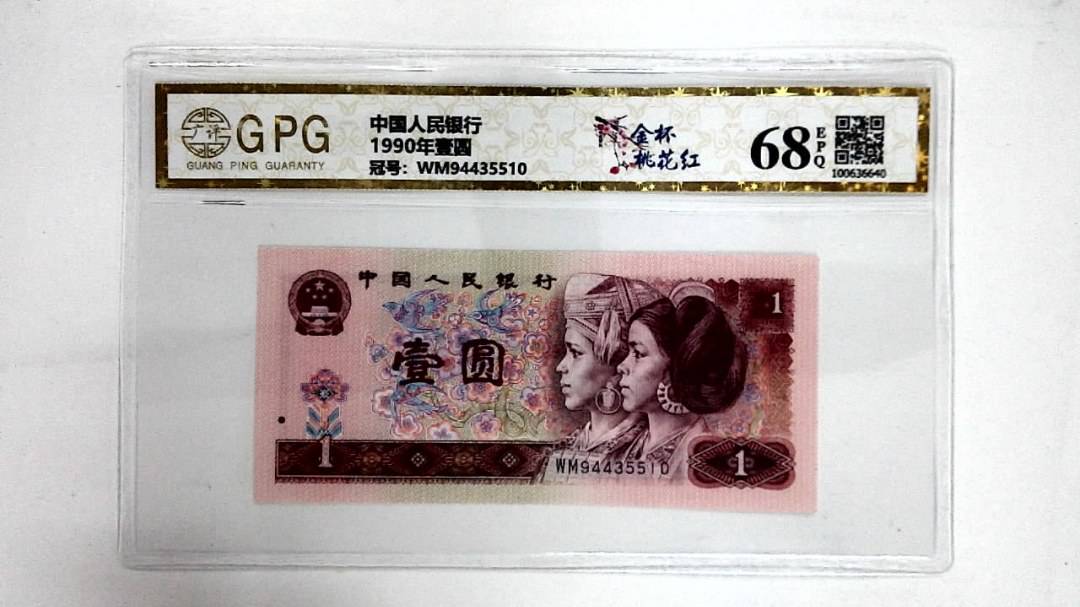 广评
GPG
GUANG PING GUARANTY
中国人民银行
1990年壹圆
冠号: WM94435510
金杯
桃花红
68
EPQ
100636640
中国人民银行
1
壹圆
1
WM94435510
1